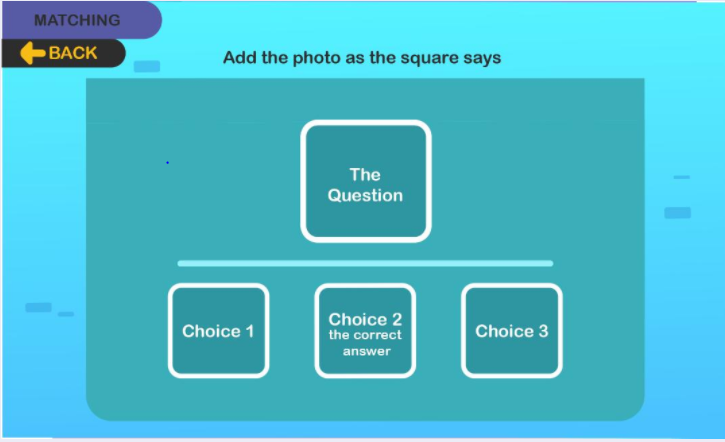 MATCHING
BACK
Add the photo as the square says
The
Question
Choice 1
Choice 2
the correct
answer
Choice 3